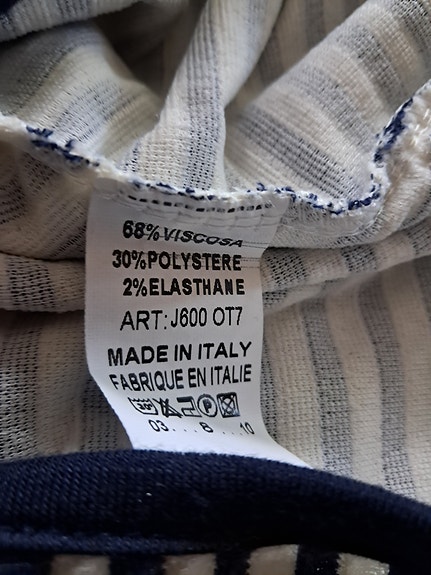 68% VISCOSA
30% POLYSTERE
2% ELASTHANE
ART: J600 OT7
MADE IN ITALY
FABRIQUE EN ITALIE
P
03...8...10